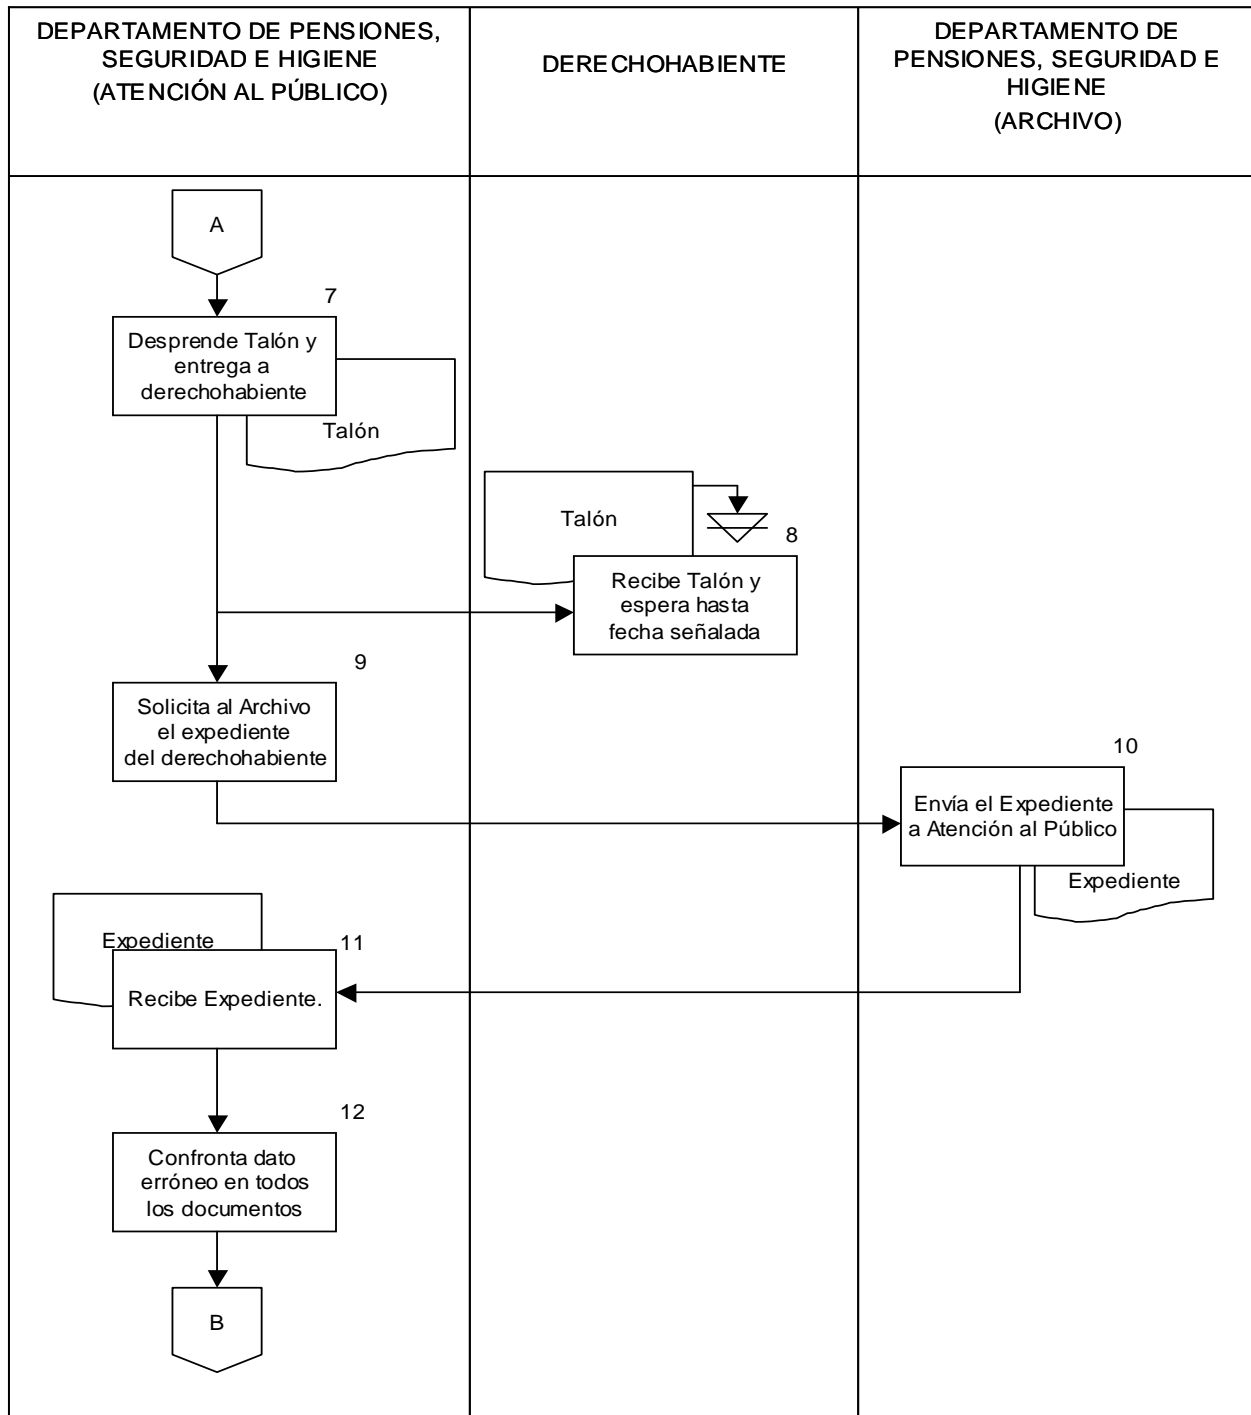 DEPARTAMENTO DE PENSIONES,
SEGURIDAD E HIGIENE
(ATENCIÓN AL PÚBLICO)
DERECHOHABIENTE
DEPARTAMENTO DE
PENSIONES, SEGURIDAD E
HIGIENE
(ARCHIVO)
A
7
Desprende Talón y
entrega a
derechohabiente
Talón
Talón
8
Recibe Talón y
espera hasta
fecha señalada
9
Solicita al Archivo
el expediente
del derechohabiente
10
Envía el Expediente
a Atención al Público
Expediente
Expediente
11
Recibe Expediente.
12
Confronta dato
erróneo en todos
los documentos
B